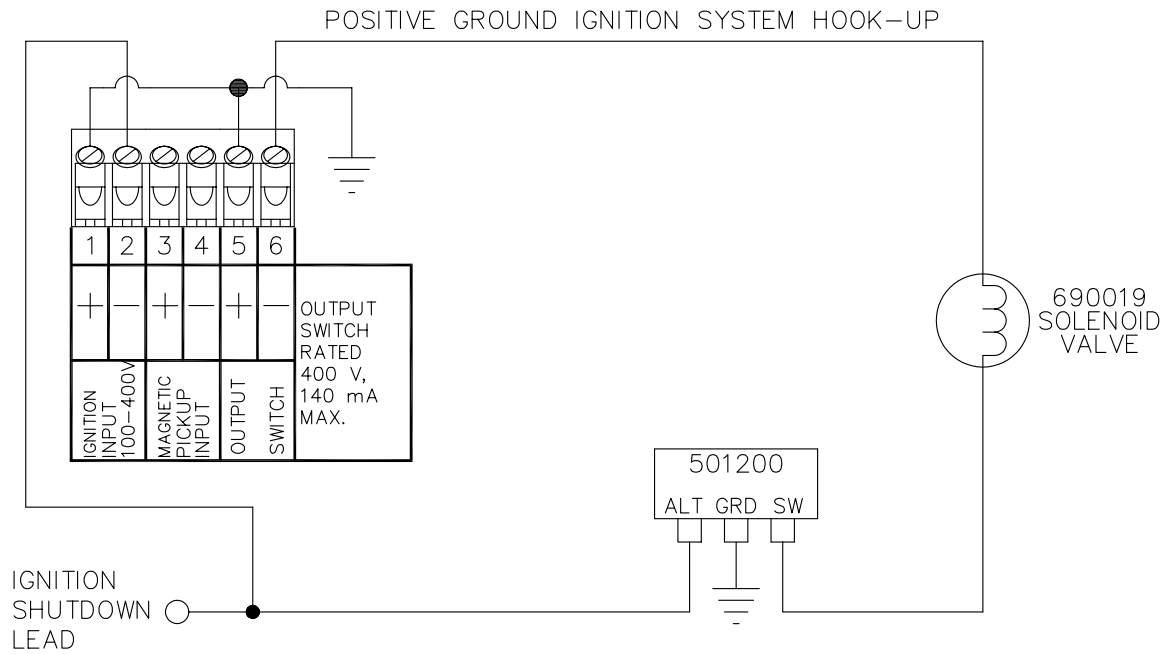 POSITIVE GROUND IGNITION SYSTEM HOOK-UP
1 2 3 4 5 6
+ − + − + −
IGNITION
INPUT
100-400V
MAGNETIC
PICKUP
INPUT
OUTPUT
SWITCH
OUTPUT
SWITCH
RATED
400 V,
140 mA
MAX.
690019
SOLENOID
VALVE
501200
ALT GRD SW
IGNITION
SHUTDOWN
LEAD